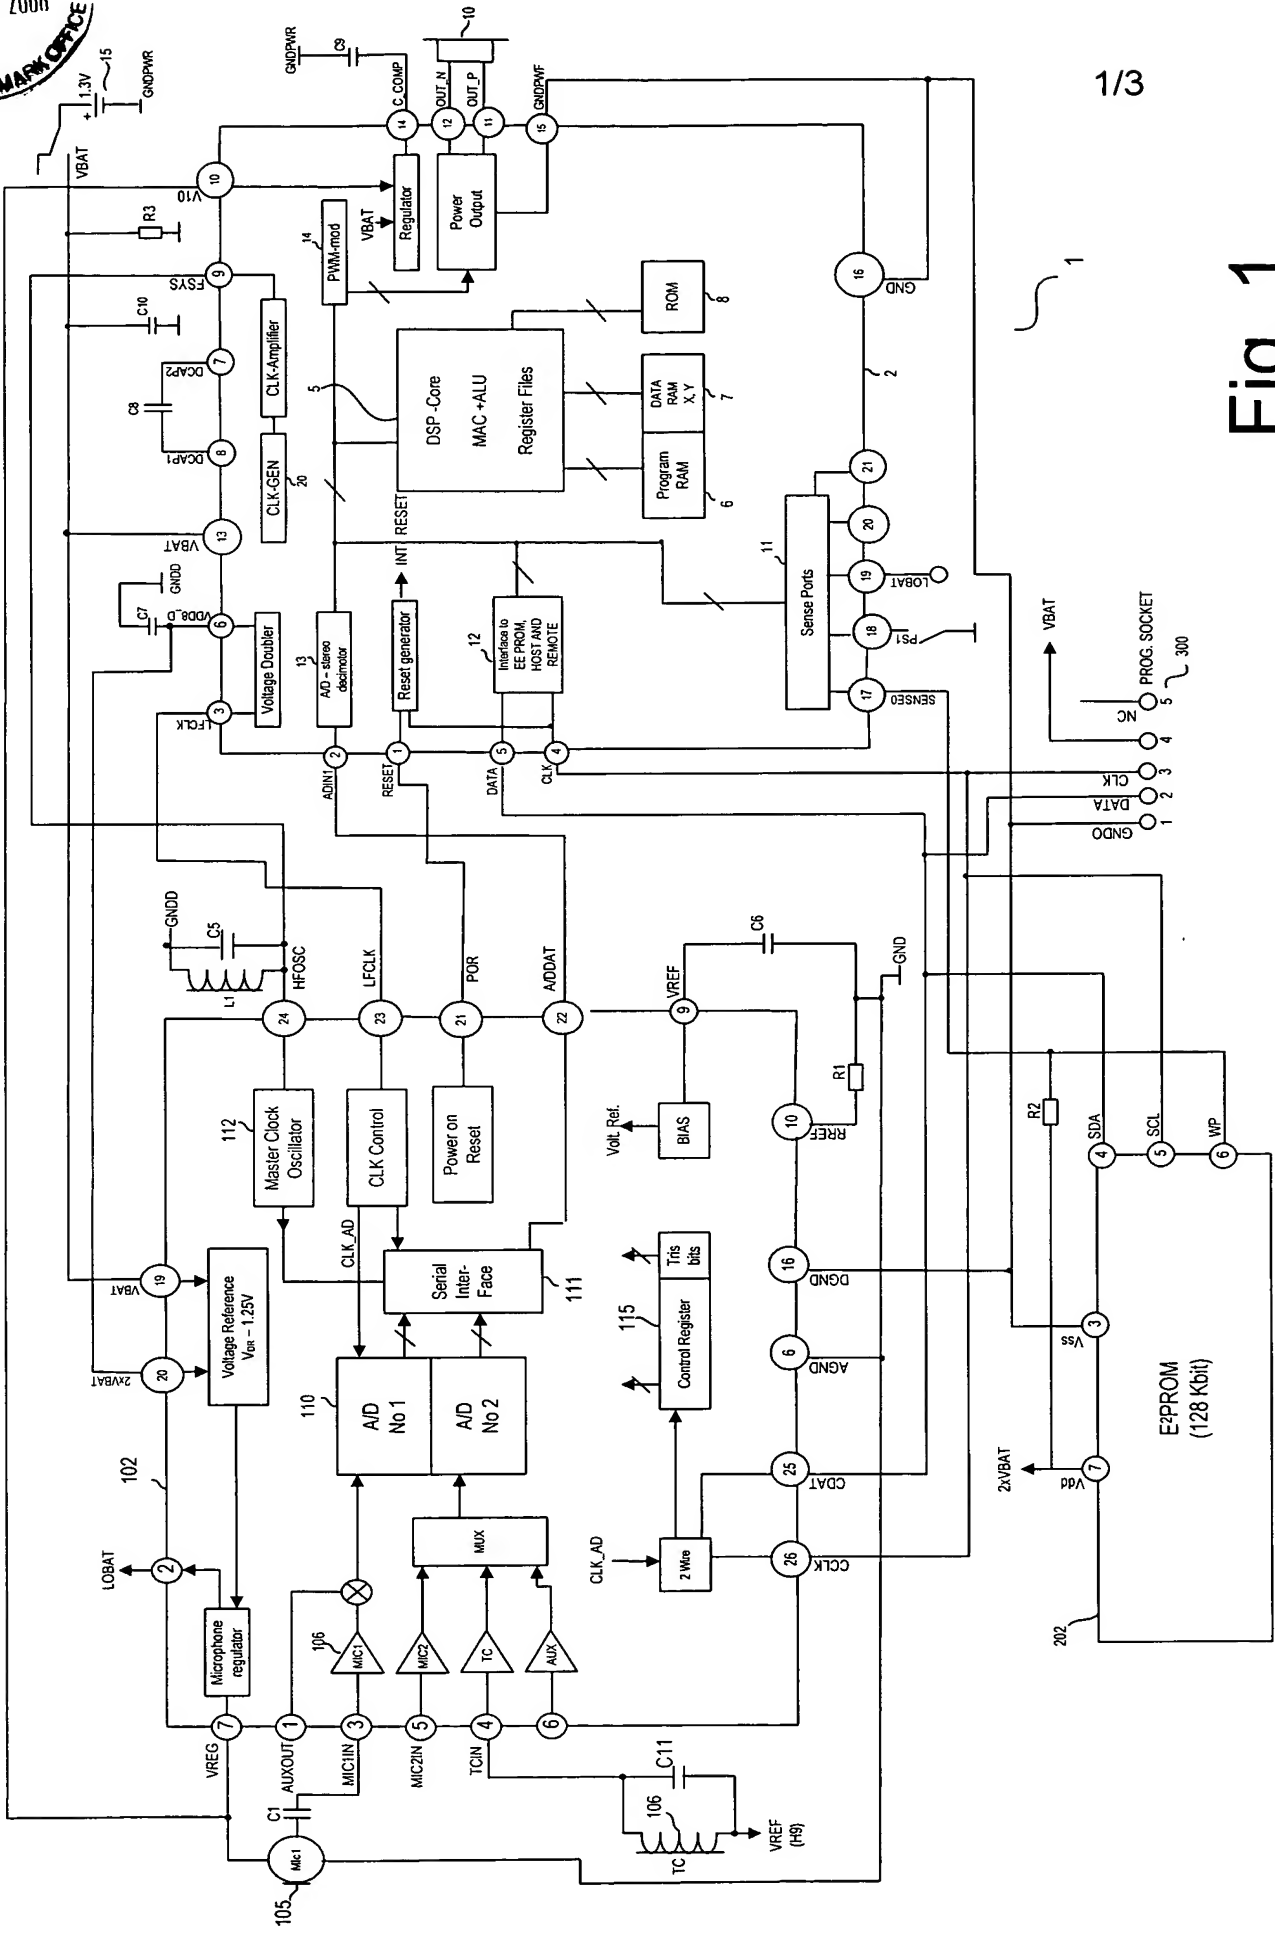 2000
MARK OFFICE
1/3
Fig. 1
1
15
1.3V
+
GNDPWR
VBAT
V10
10
R3
FSYS
9
C10
DCAP2
7
C8
DCAP1
8
VBAT
13
GNDD
C7
VDD8_D
6
LFCLK
3
Voltage Doubler
CLK-GEN
20
CLK-Amplifier
GNDPWR
C9
C_COMP
14
10
OUT_N
12
OUT_P
11
GNDPWF
15
14
PWM-mod
VBAT
Regulator
Power
Output
5
DSP -Core
MAC +ALU
Register Files
ROM
8
DATA
RAM
X, Y
7
Program
RAM
6
16
GND
2
INT RESET
13
A/D – stereo
decimotor
Reset generator
12
Interface to
EE PROM,
HOST AND
REMOTE
ADIN1
2
RESET
1
DATA
5
CLK
4
11
Sense Ports
21
20
19
LOBAT
18
PS1
17
SENSE0
VBAT
PROG. SOCKET
300
NC
5
4
CLK
3
DATA
2
GNDO
1
GNDD
C5
L1
HFOSC
24
LFCLK
23
POR
21
A/DDAT
22
112
Master Clock
Oscillator
CLK Control
Power on
Reset
CLK_AD
Serial
Inter-
Face
111
VBAT
19
2xVBAT
20
Voltage Reference
VDR – 1.25V
102
LOBAT
2
Microphone
regulator
VREG
7
AUXOUT
1
MIC1IN
3
MIC2IN
5
TCIN
4
6
106
MIC1
MIC2
TC
AUX
MUX
110
A/D
No 1
A/D
No 2
C1
Mic1
105
C11
106
TC
VREF
(H9)
VREF
9
C6
Volt. Ref.
BIAS
10
RREF
R1
GND
115
Control Register
Tris
bits
16
DGND
6
AGND
25
CDAT
26
CCLK
CLK_AD
2 Wire
R2
SDA
4
SCL
5
WP
6
Vss
3
2xVBAT
Vdd
7
E²PROM
(128 Kbit)
202